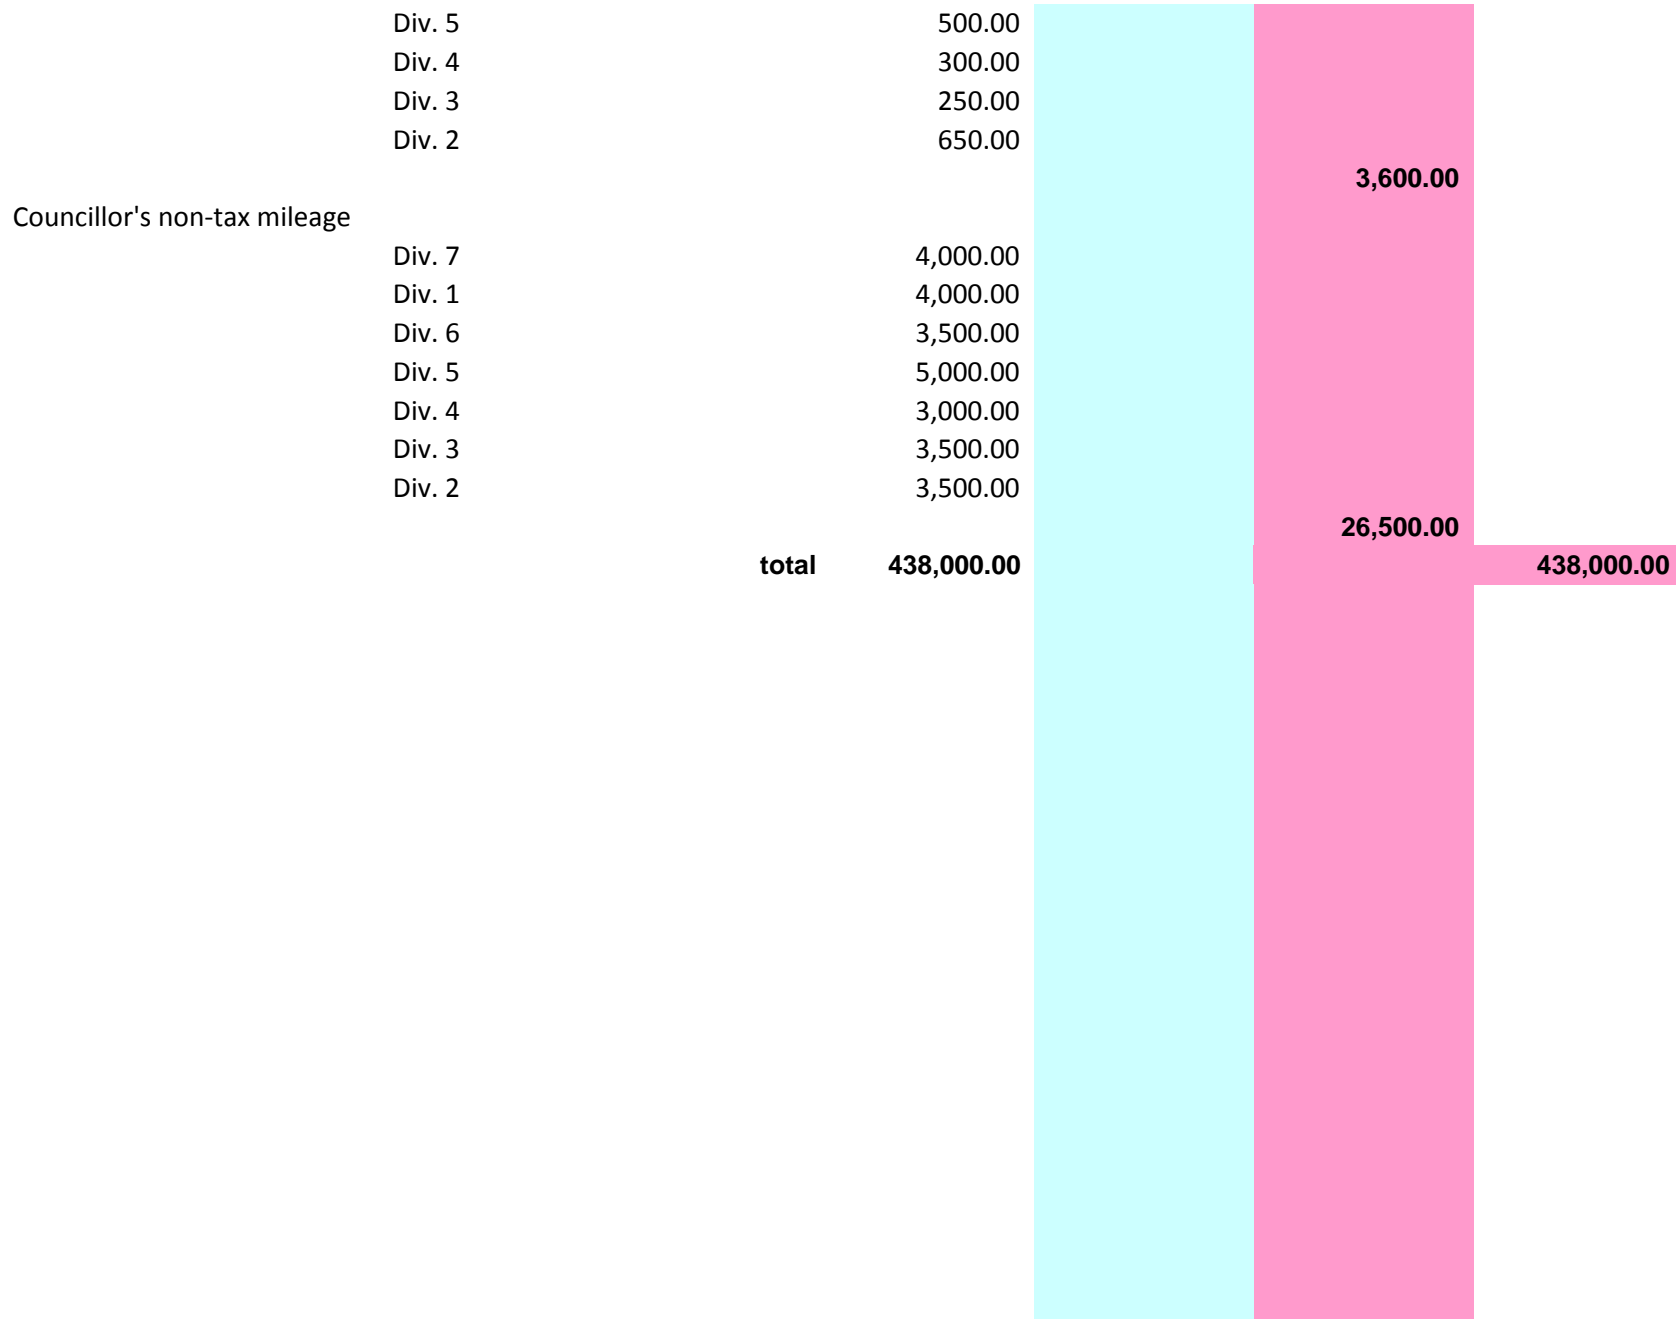 Div. 5 500.00
Div. 4 300.00
Div. 3 250.00
Div. 2 650.00
3,600.00
Councillor's non-tax mileage
Div. 7 4,000.00
Div. 1 4,000.00
Div. 6 3,500.00
Div. 5 5,000.00
Div. 4 3,000.00
Div. 3 3,500.00
Div. 2 3,500.00
26,500.00
total 438,000.00 438,000.00